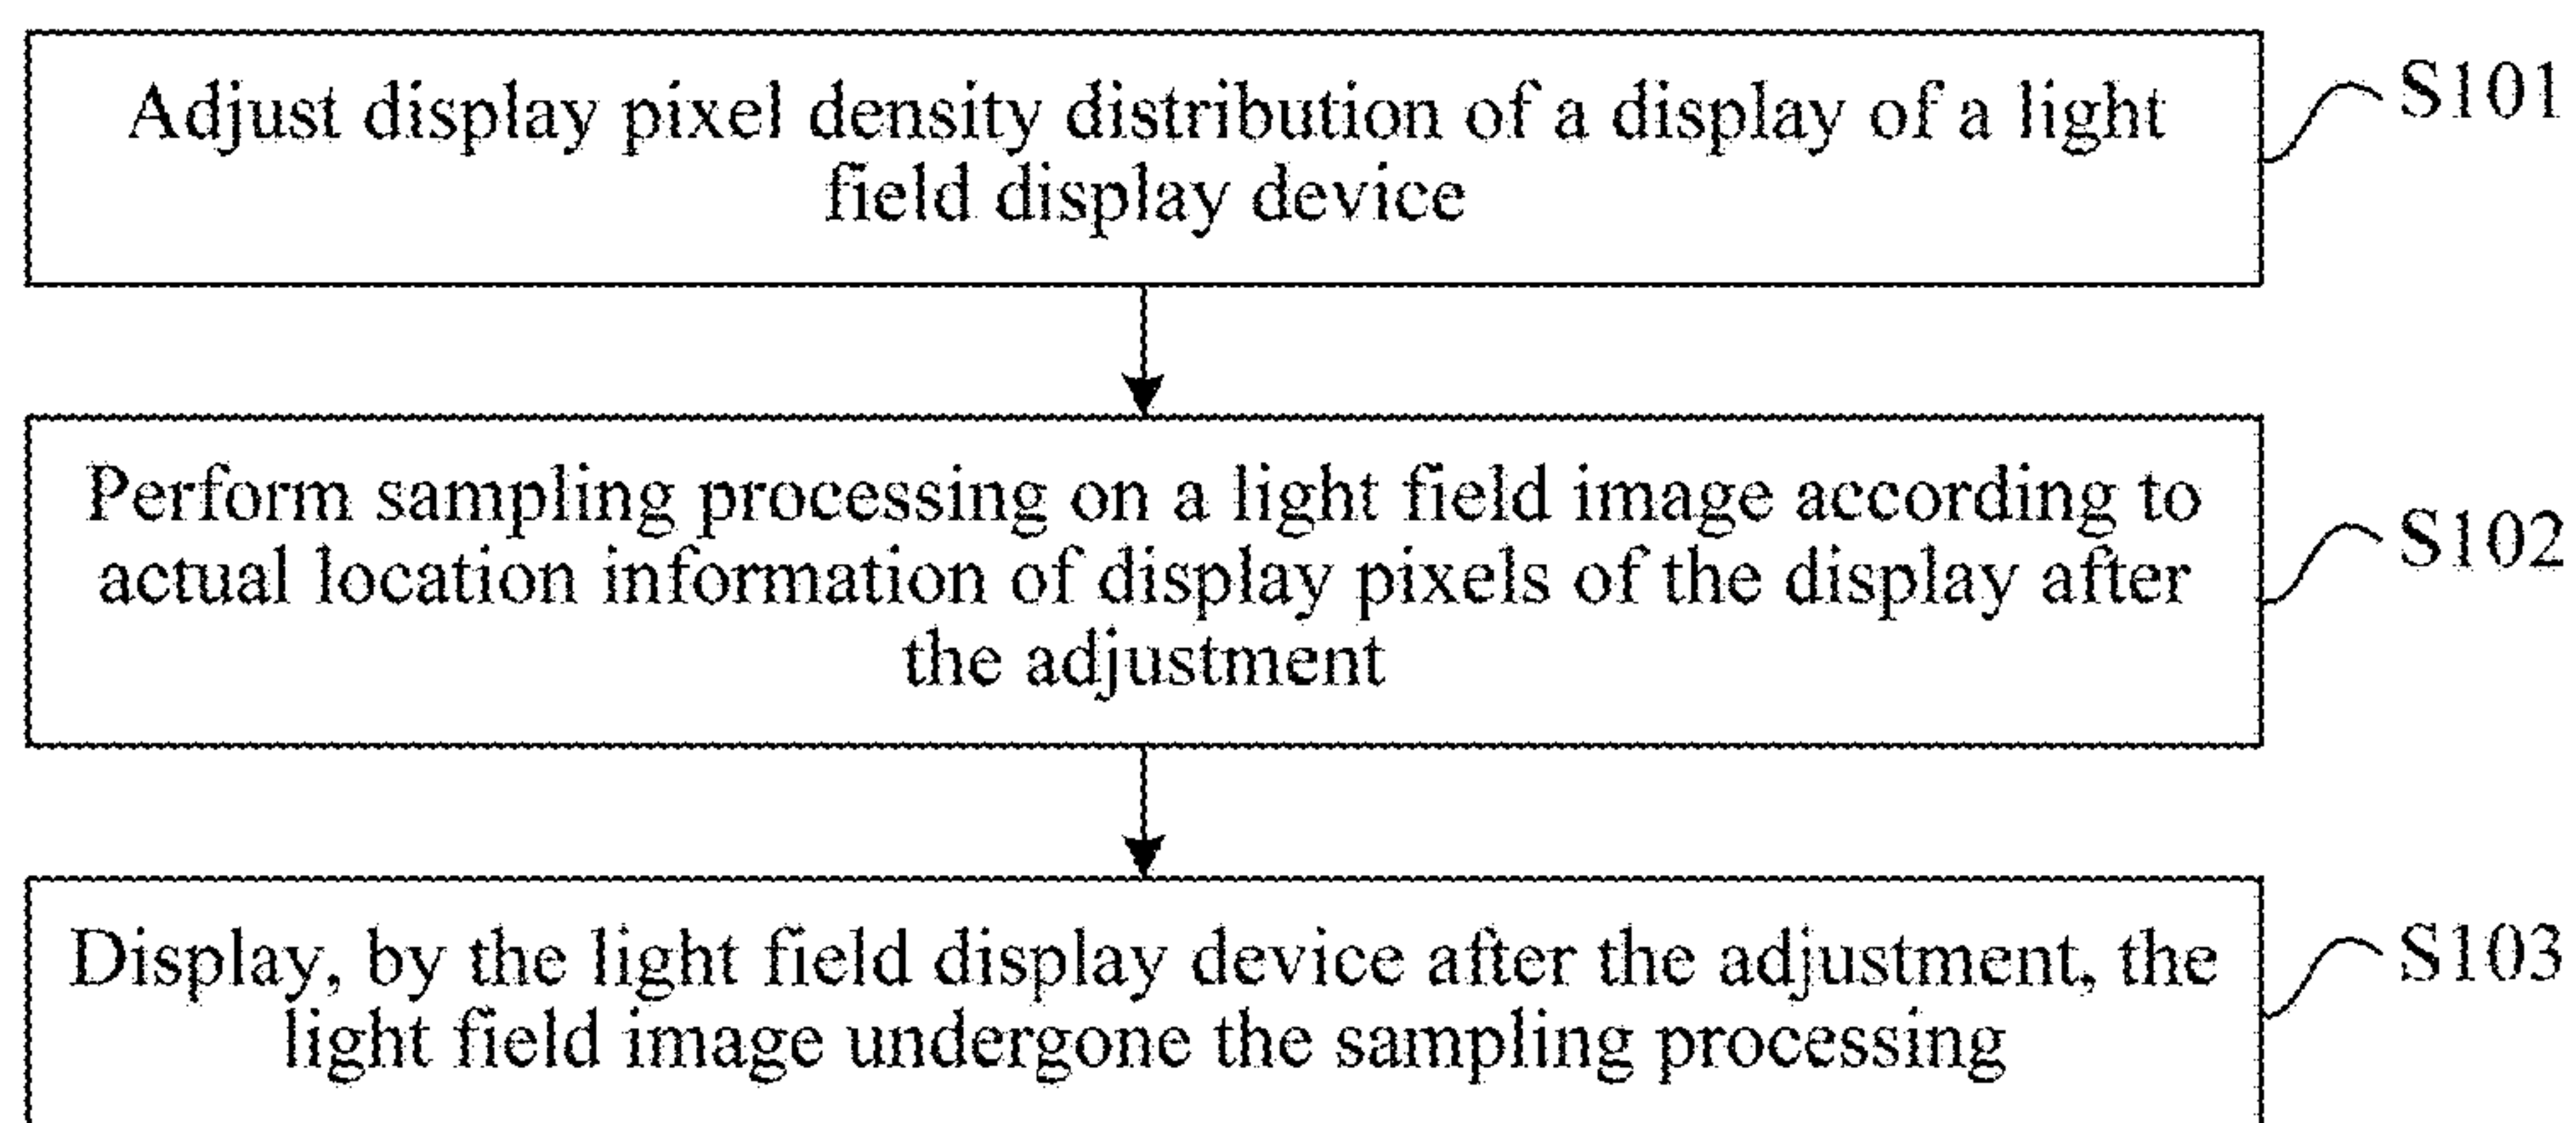 Adjust display pixel density distribution of a display of a light
field display device
S101
Perform sampling processing on a light field image according to
actual location information of display pixels of the display after
the adjustment
S102
Display, by the light field display device after the adjustment, the
light field image undergone the sampling processing
S103